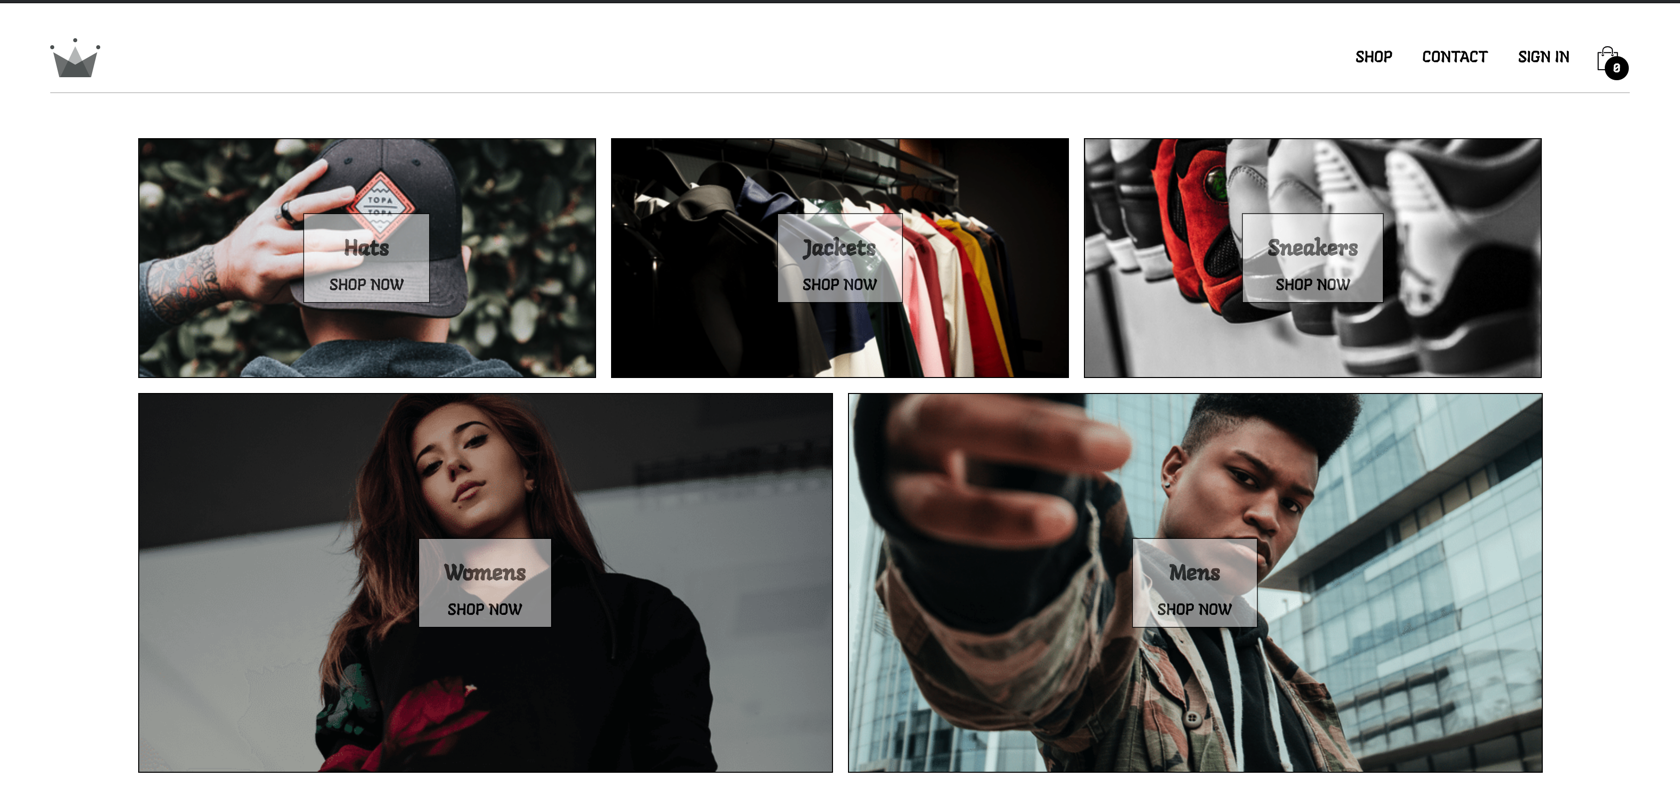 SHOP
CONTACT
SIGN IN
0
TOPA
TOPA
Hats
SHOP NOW
Jackets
SHOP NOW
Sneakers
SHOP NOW
Womens
SHOP NOW
Mens
SHOP NOW